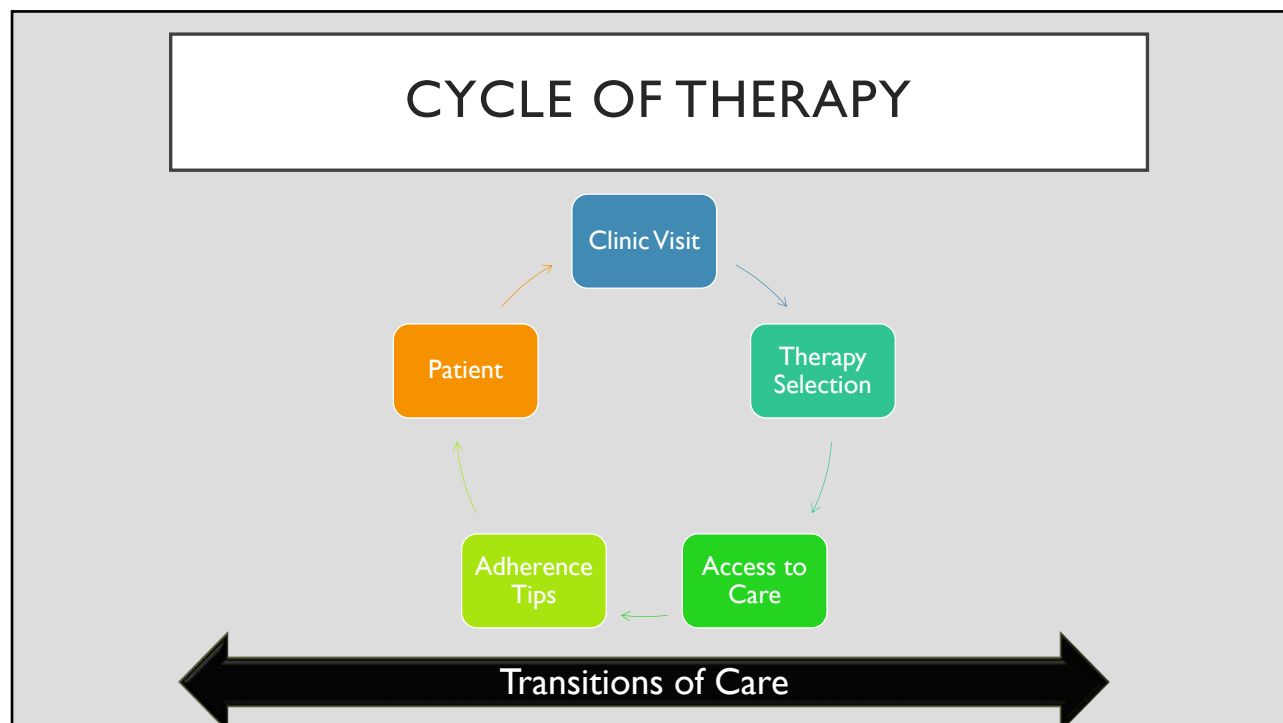 CYCLE OF THERAPY
Clinic Visit
Therapy
Selection
Access to
Care
Adherence
Tips
Patient
Transitions of Care